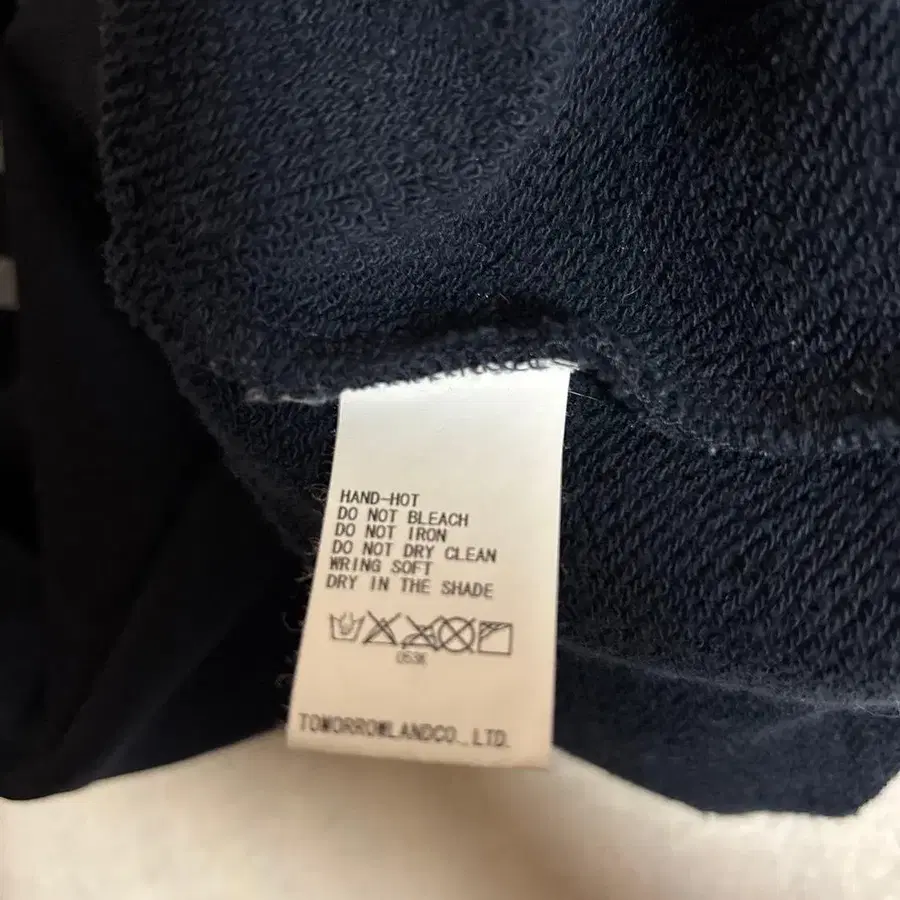 HAND-HOT
DO NOT BLEACH
DO NOT IRON
DO NOT DRY CLEAN
WRING SOFT
DRY IN THE SHADE
TOMORROWLANDCO.,LTD.